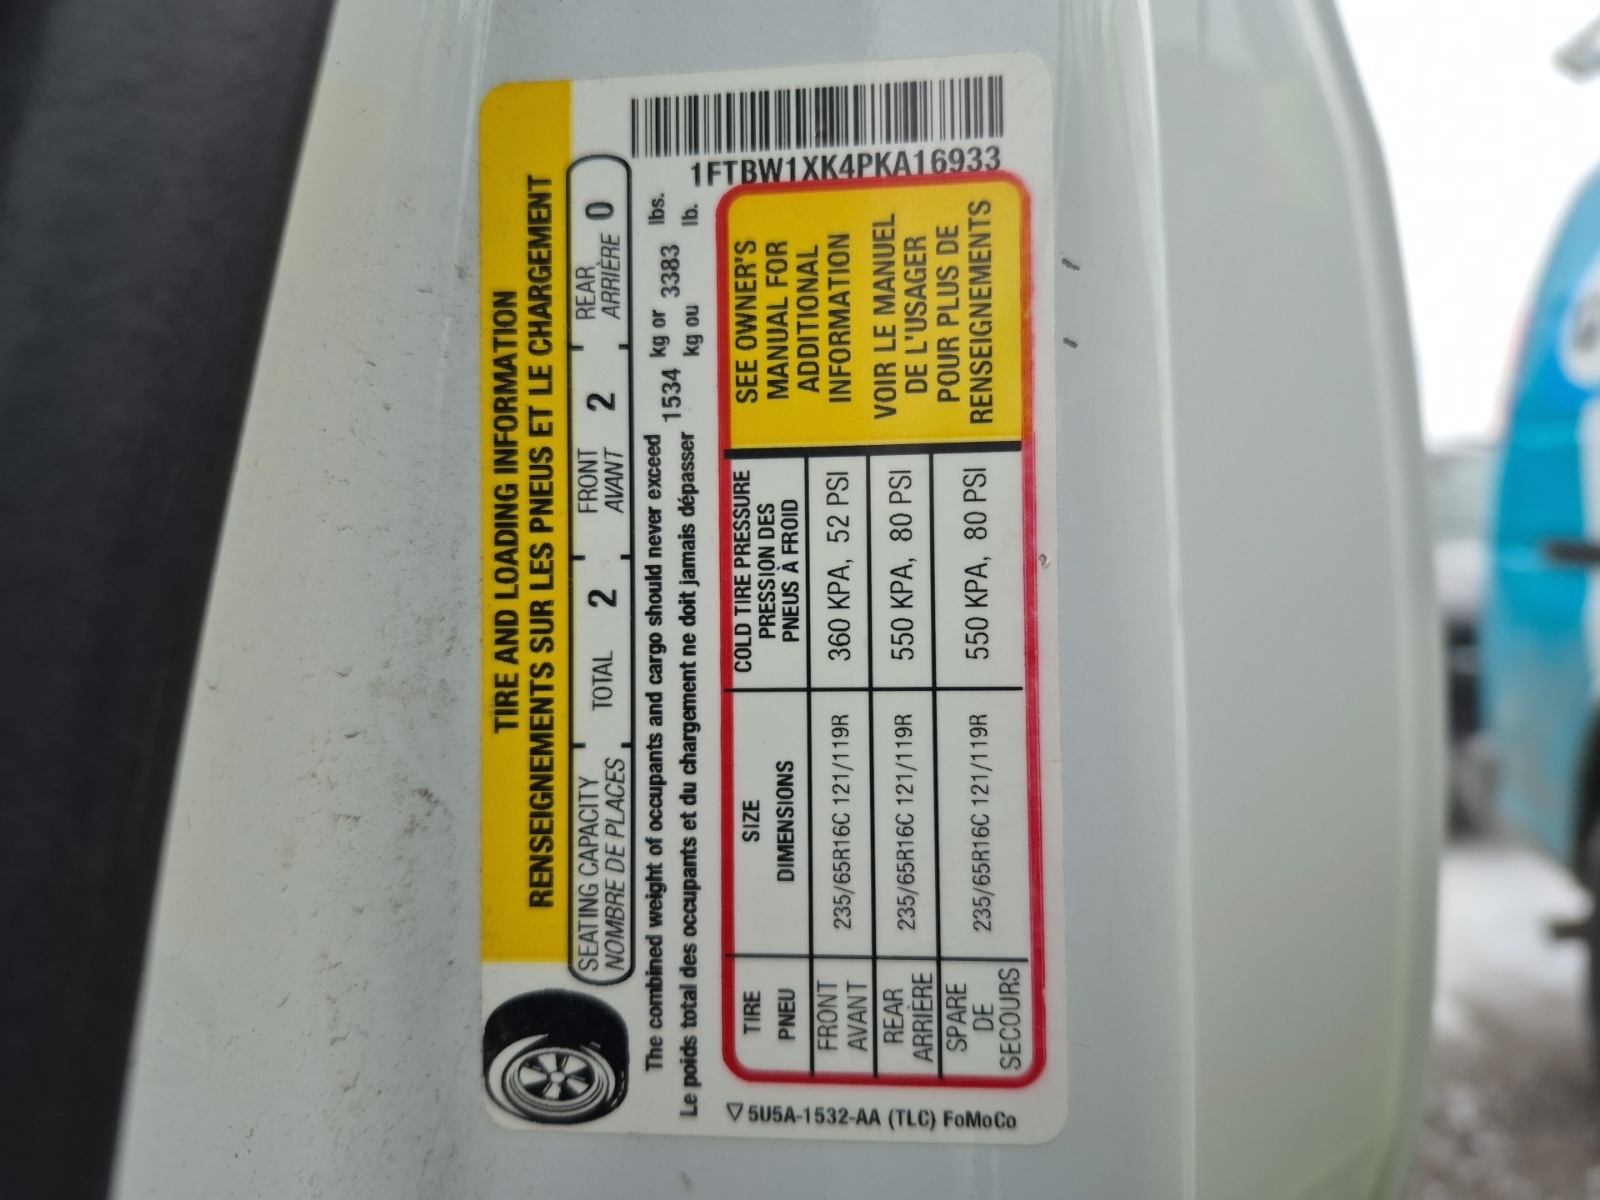 1FTBW1XK4PKA16933
TIRE AND LOADING INFORMATION
RENSEIGNEMENTS SUR LES PNEUS ET LE CHARGEMENT
SEATING CAPACITY TOTAL 2 FRONT 2 REAR 0
NOMBRE DE PLACES AVANT ARRIÈRE
The combined weight of occupants and cargo should never exceed 1534 kg or 3383 lbs.
Le poids total des occupants et du chargement ne doit jamais dépasser kg ou lb.
TIRE SIZE COLD TIRE PRESSURE
PNEU DIMENSIONS PRESSION DES
PNEUS À FROID
FRONT 235/65R16C 121/119R 360 KPA, 52 PSI
AVANT
REAR 235/65R16C 121/119R 550 KPA, 80 PSI
ARRIÈRE
SPARE 235/65R16C 121/119R 550 KPA, 80 PSI
DE
SECOURS
SEE OWNER'S
MANUAL FOR
ADDITIONAL
INFORMATION
VOIR LE MANUEL
DE L'USAGER
POUR PLUS DE
RENSEIGNEMENTS
5U5A-1532-AA (TLC) FoMoCo